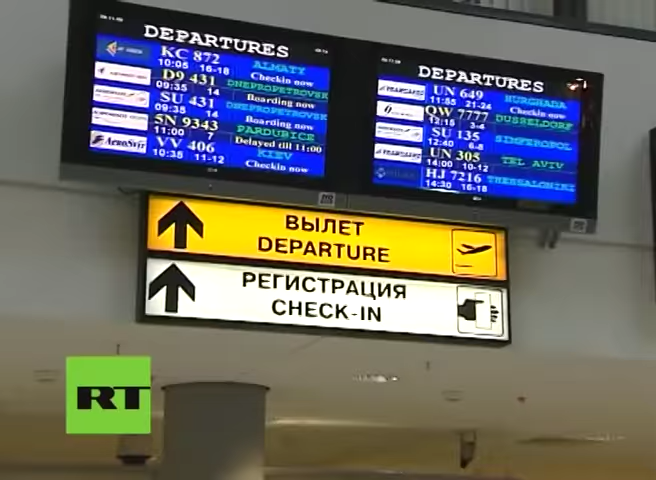 DEPARTURES
KC 872 ALMATY
10:05 16-18 Checkin now
D9 431 DNEPROPETROVSK
09:35 14 Boarding now
SU 431 DNEPROPETROVSK
09:35 14 Boarding now
5N 9343 PARDUBICE
11:00 Delayed till 11:00
AeroSvit VV 406 KIEV
10:35 11-12 Checkin now
DEPARTURES
UN 649 HURGHADA
11:55 21-24 Checkin now
QW 7777 DUSSELDORF
13:15 3-4
SU 135 SIMFEROPOL
12:40 6-8
UN 305 TEL AVIV
14:00 10-12
HJ 7216 THESSALONIKI
14:30 16-18
ВЫЛЕТ
DEPARTURE
РЕГИСТРАЦИЯ
CHECK-IN
RT